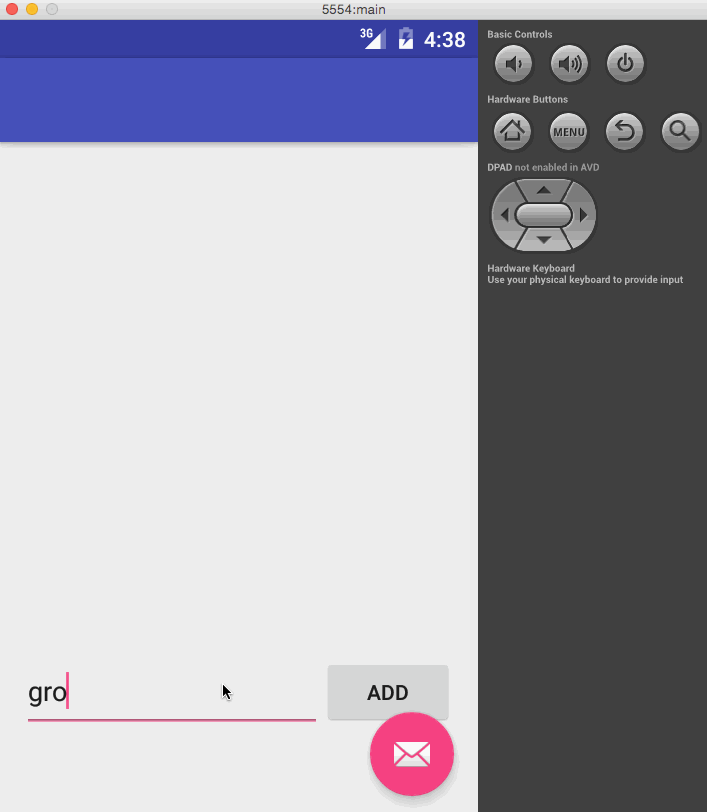 5554:main
3G
4:38
Basic Controls
Hardware Buttons
MENU
DPAD not enabled in AVD
Hardware Keyboard
Use your physical keyboard to provide input
gro
ADD